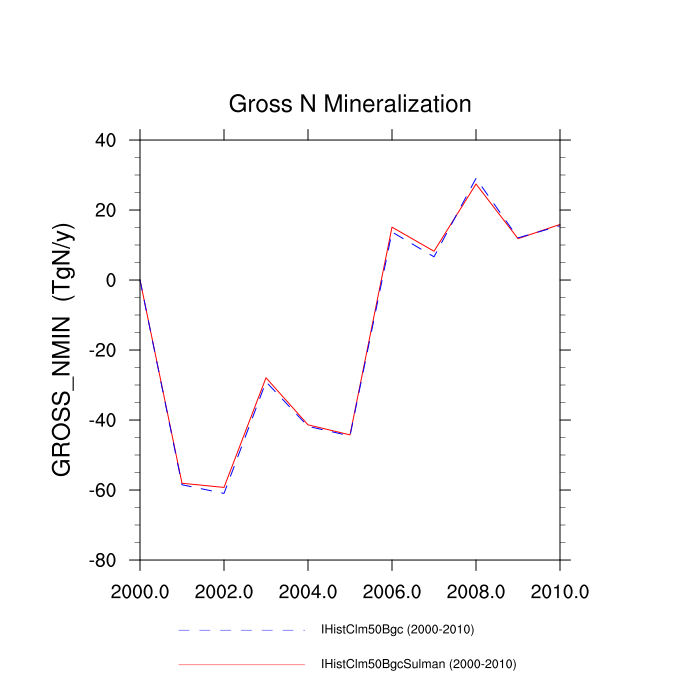 Gross N Mineralization
GROSS_NMIN (TgN/y)
40
20
0
-20
-40
-60
-80
2000.0 2002.0 2004.0 2006.0 2008.0 2010.0
IHistClm50Bgc (2000-2010)
IHistClm50BgcSulman (2000-2010)